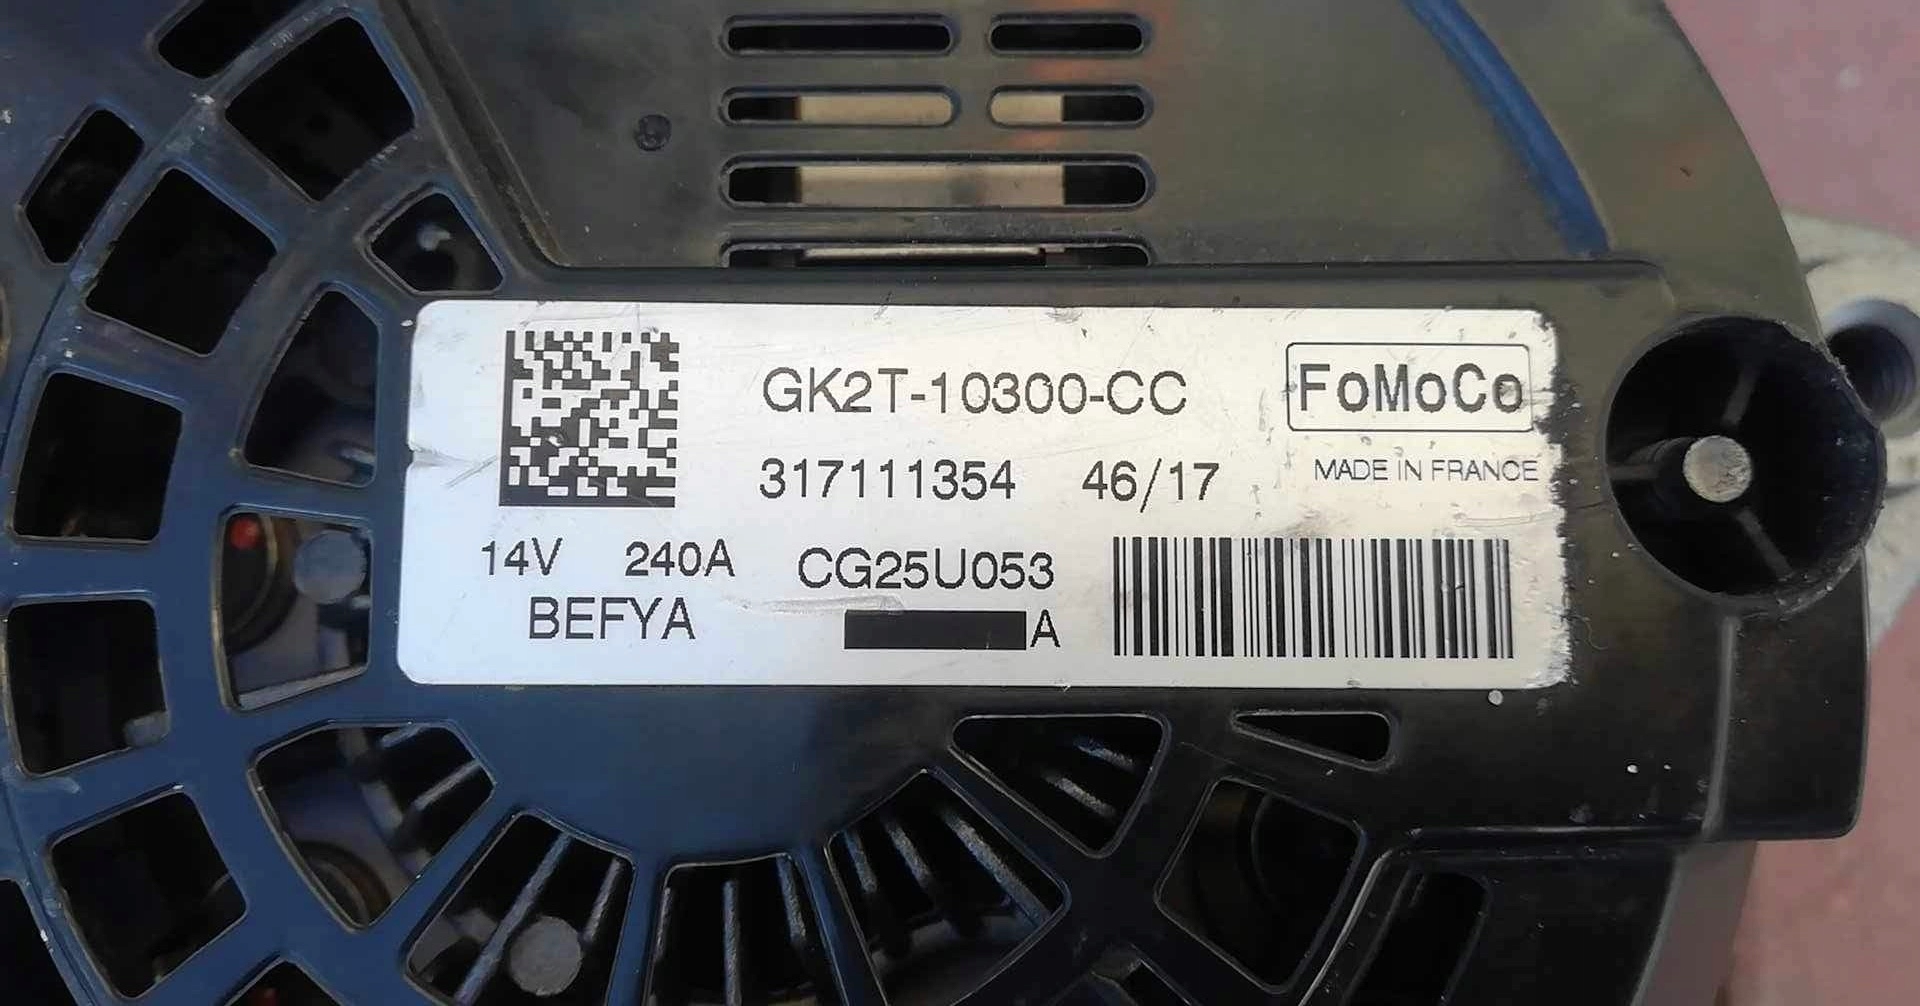 GK2T-10300-CC
FoMoCo
317111354 46/17
MADE IN FRANCE
14V 240A CG25U053
BEFYA A